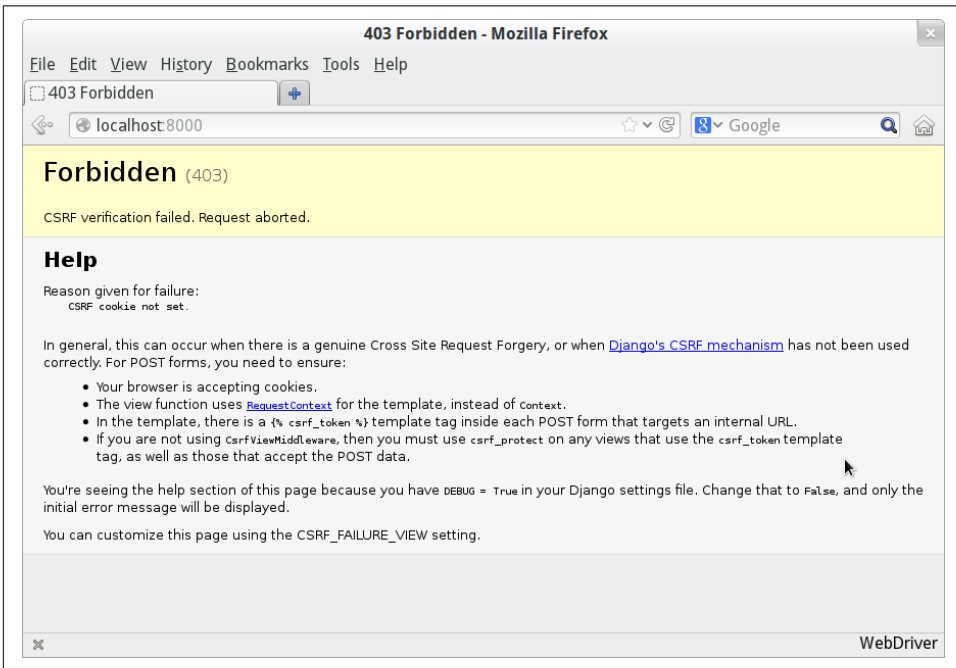 403 Forbidden - Mozilla Firefox
File Edit View History Bookmarks Tools Help
403 Forbidden
localhost:8000
Google
Forbidden (403)
CSRF verification failed. Request aborted.
Help
Reason given for failure:
CSRF cookie not set.
In general, this can occur when there is a genuine Cross Site Request Forgery, or when Django's CSRF mechanism has not been used
correctly. For POST forms, you need to ensure:
• Your browser is accepting cookies.
• The view function uses RequestContext for the template, instead of Context.
• In the template, there is a {% csrf_token %} template tag inside each POST form that targets an internal URL.
• If you are not using CsrfViewMiddleware, then you must use csrf_protect on any views that use the csrf_token template
tag, as well as those that accept the POST data.
You're seeing the help section of this page because you have DEBUG = True in your Django settings file. Change that to False, and only the
initial error message will be displayed.
You can customize this page using the CSRF_FAILURE_VIEW setting.
WebDriver